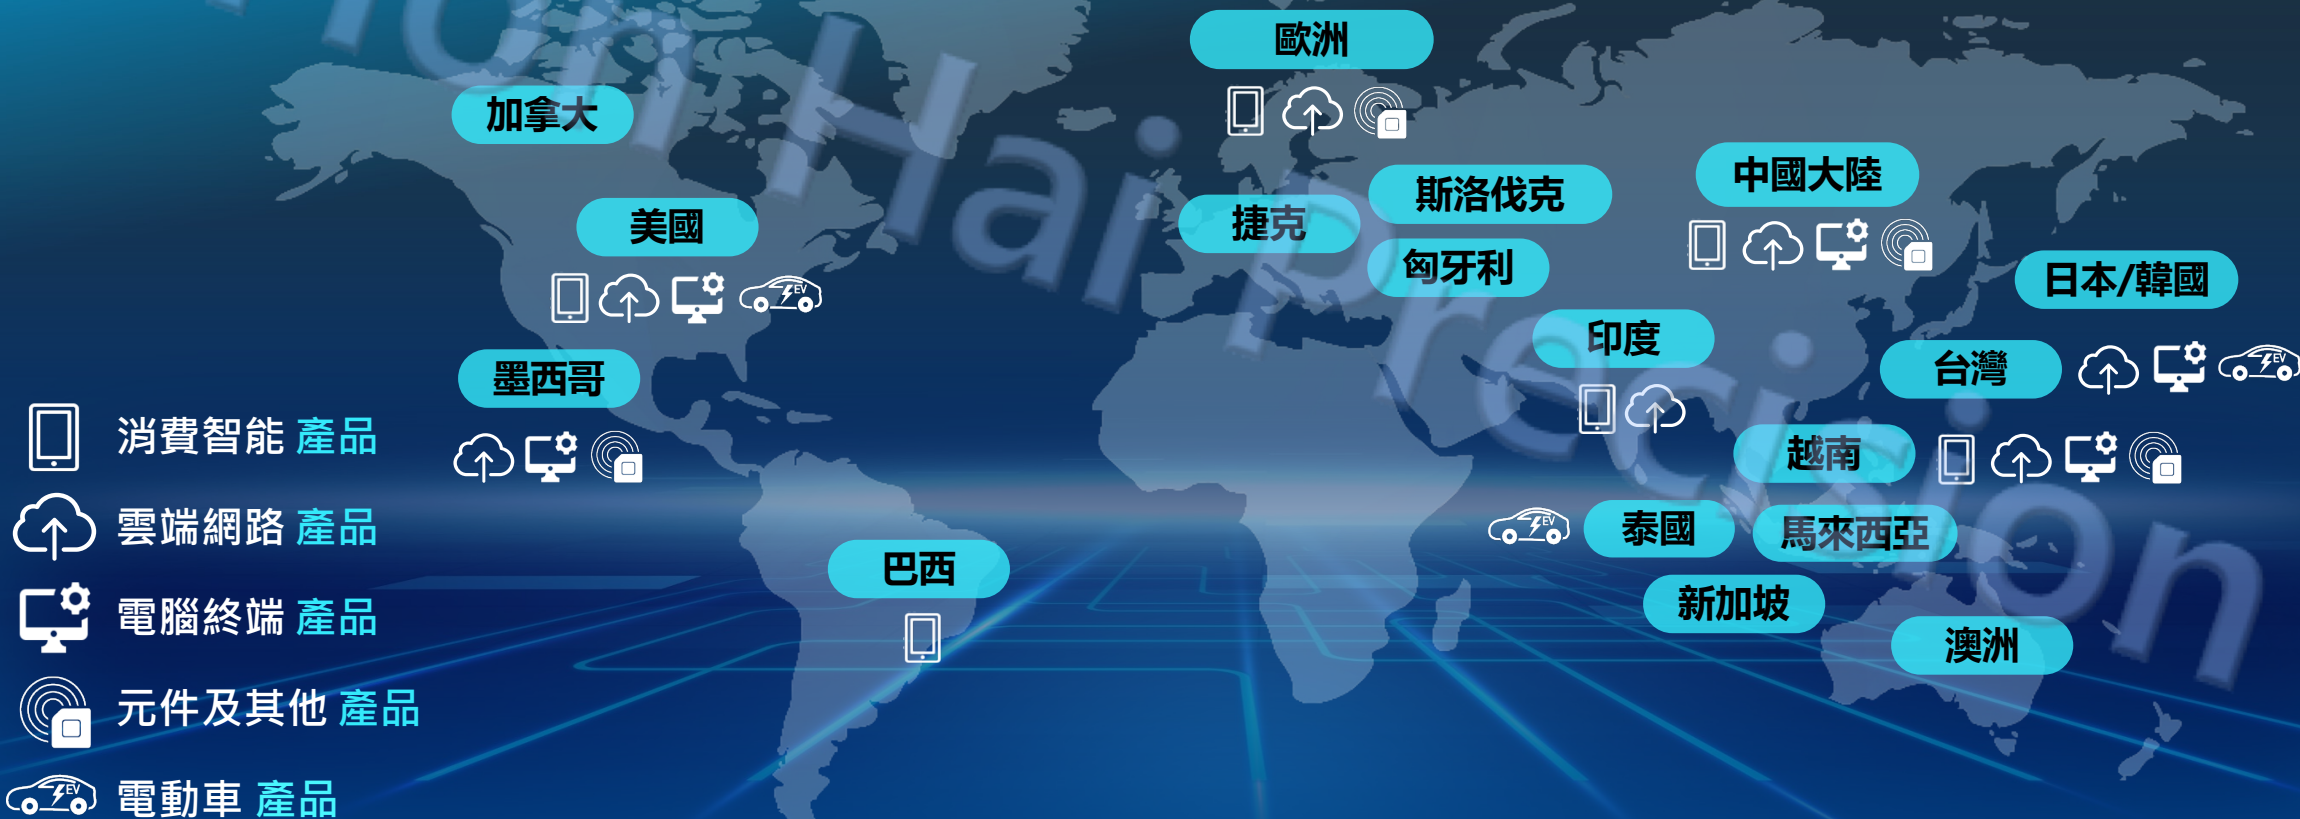 歐洲
加拿大
中國大陸
斯洛伐克
美國
捷克
匈牙利
日本/韓國
印度
墨西哥
台灣
EV
EV
消費智能 產品
越南
雲端網路 產品
EV
泰國
馬來西亞
巴西
新加坡
電腦終端 產品
澳洲
元件及其他 產品
EV
電動車 產品
Hon Hai Precision